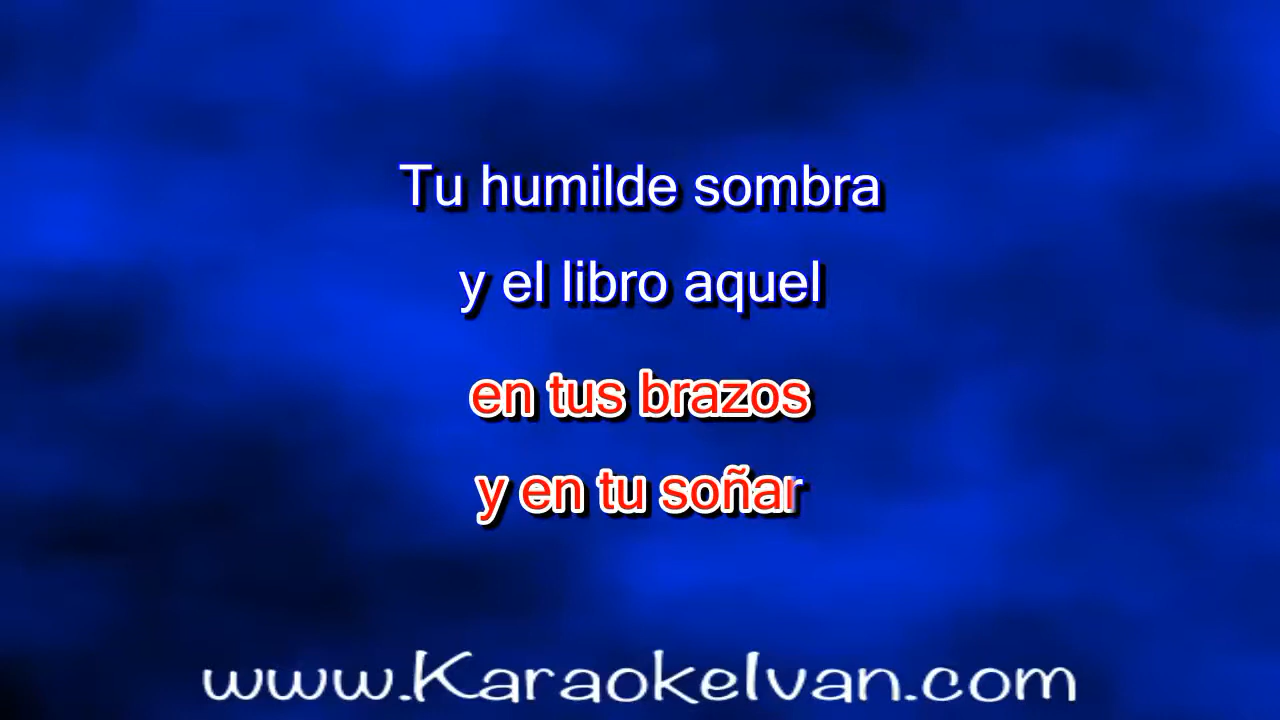 Tu humilde sombra
y el libro aquel
en tus brazos
y en tu soñar
www.KaraokeIvan.com